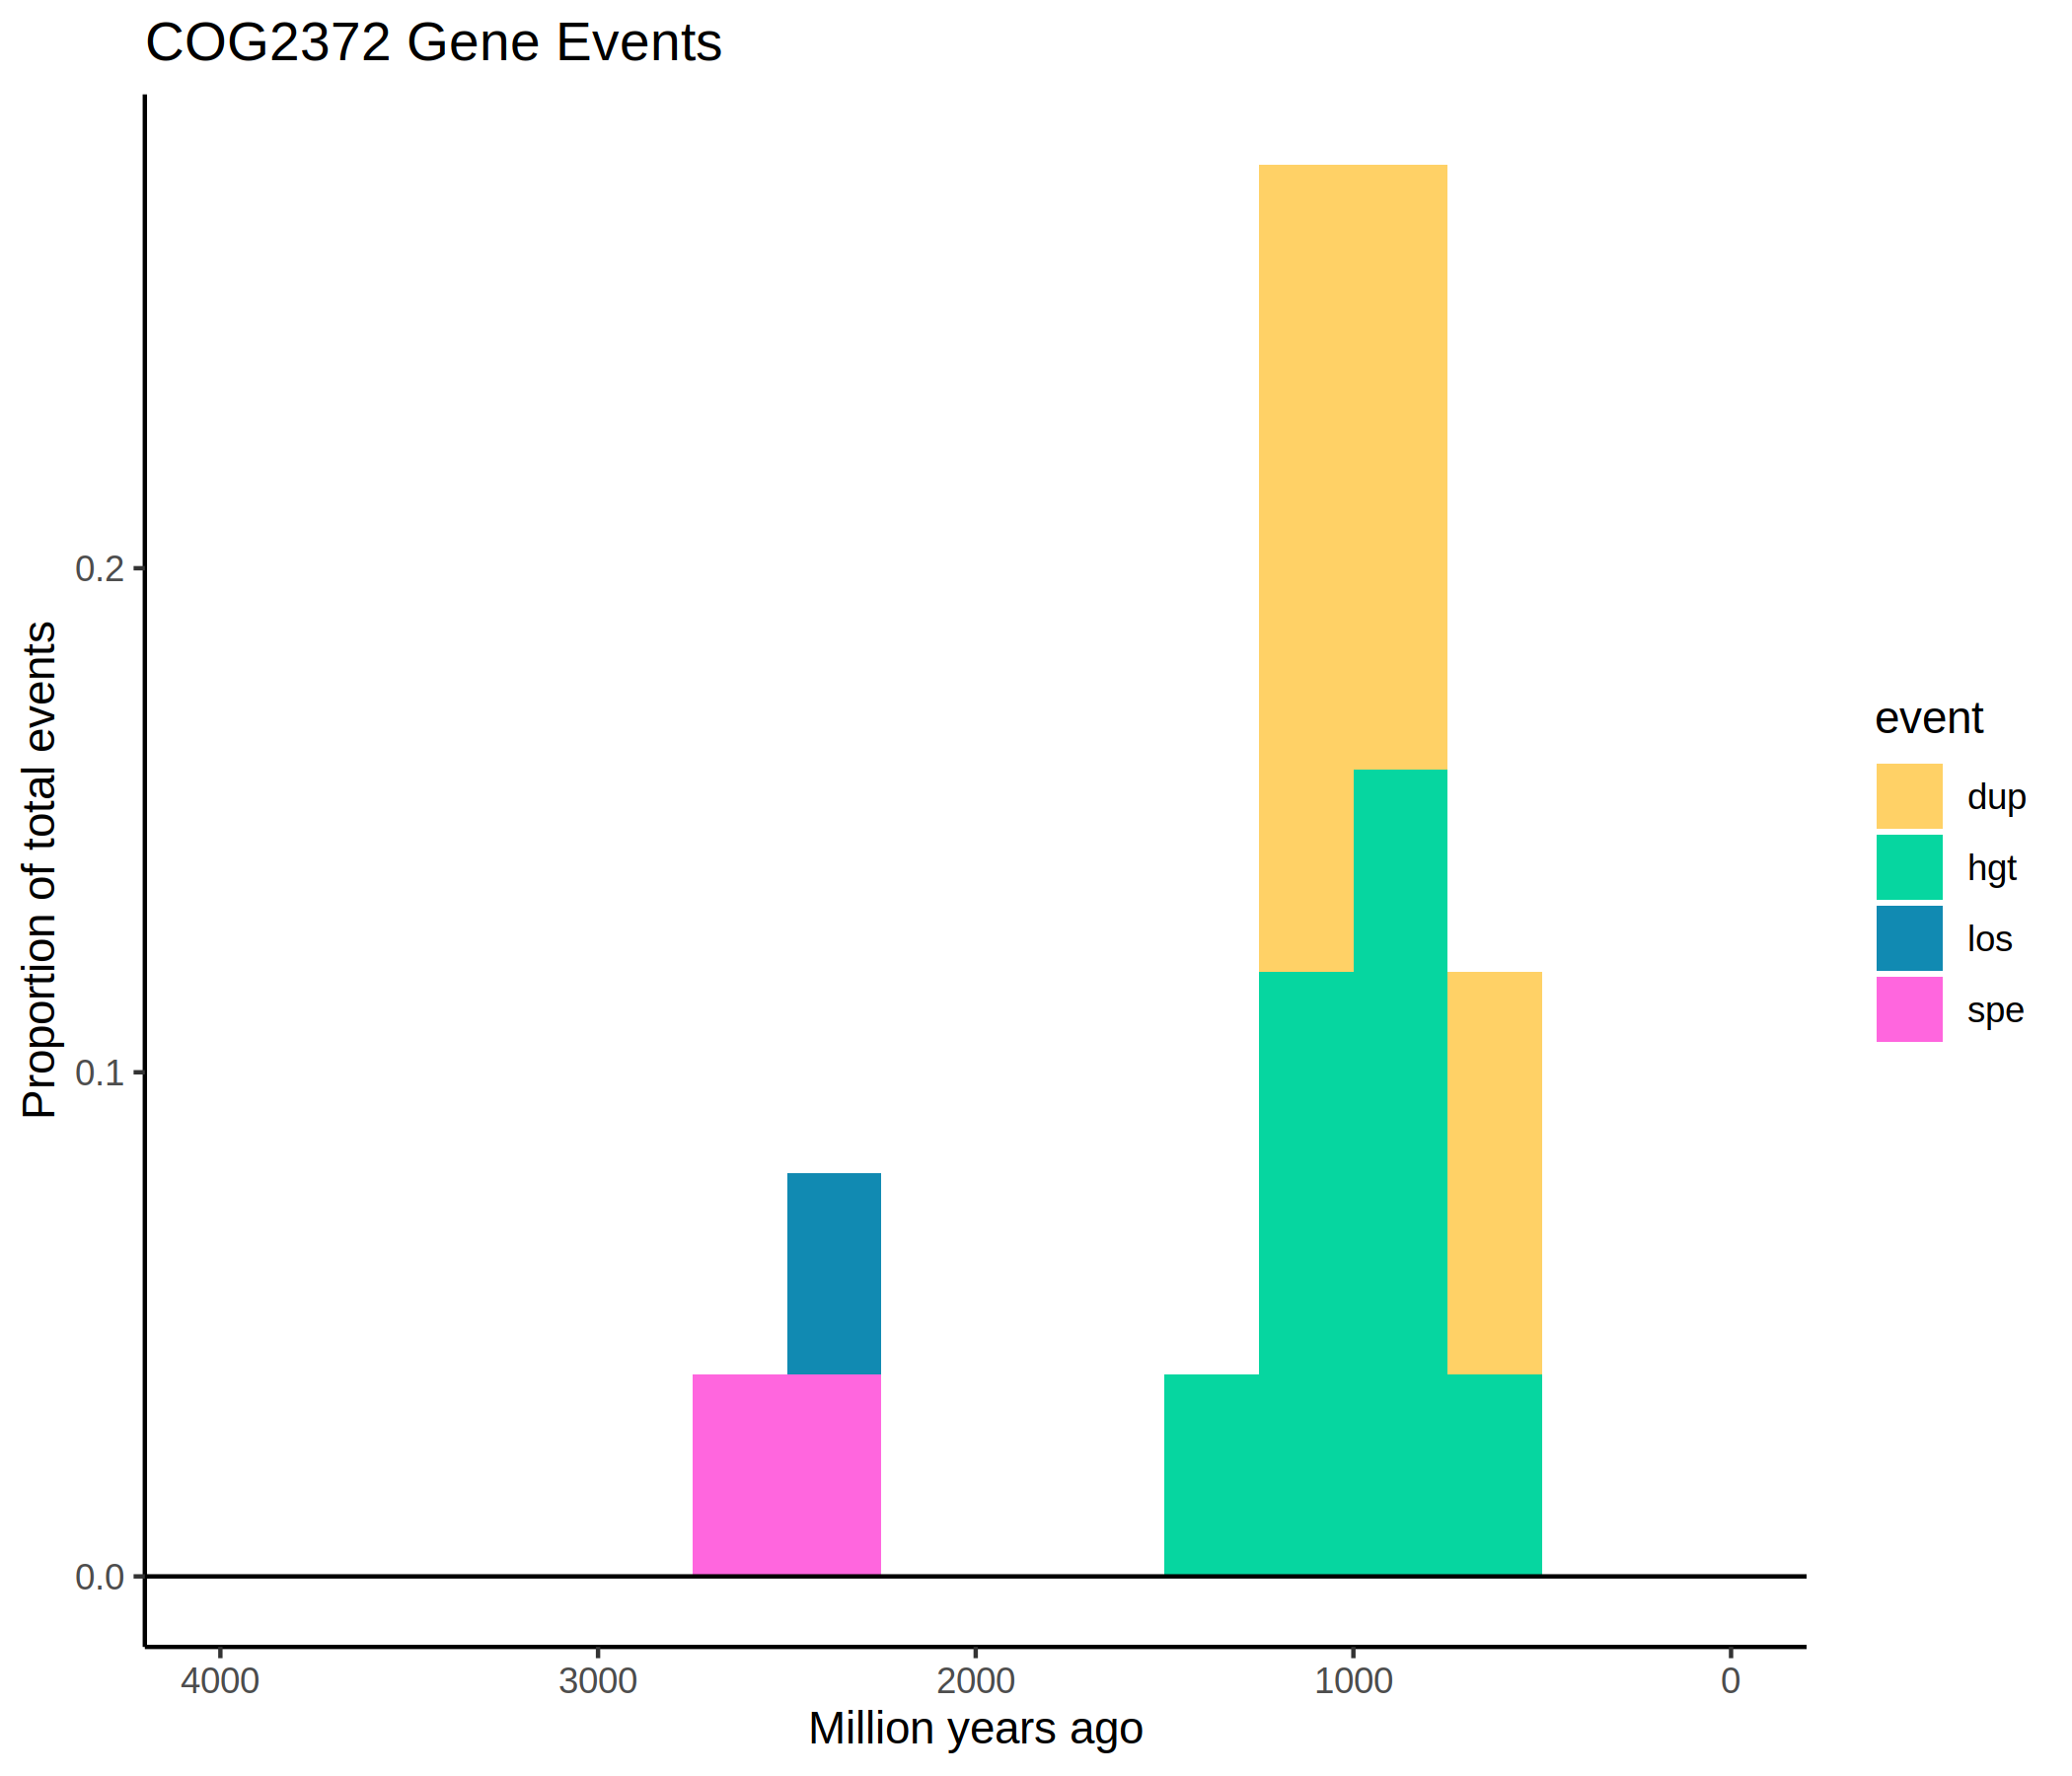 COG2372 Gene Events
Proportion of total events
0.2
0.1
0.0
4000 3000 2000 1000 0
Million years ago
event
dup
hgt
los
spe